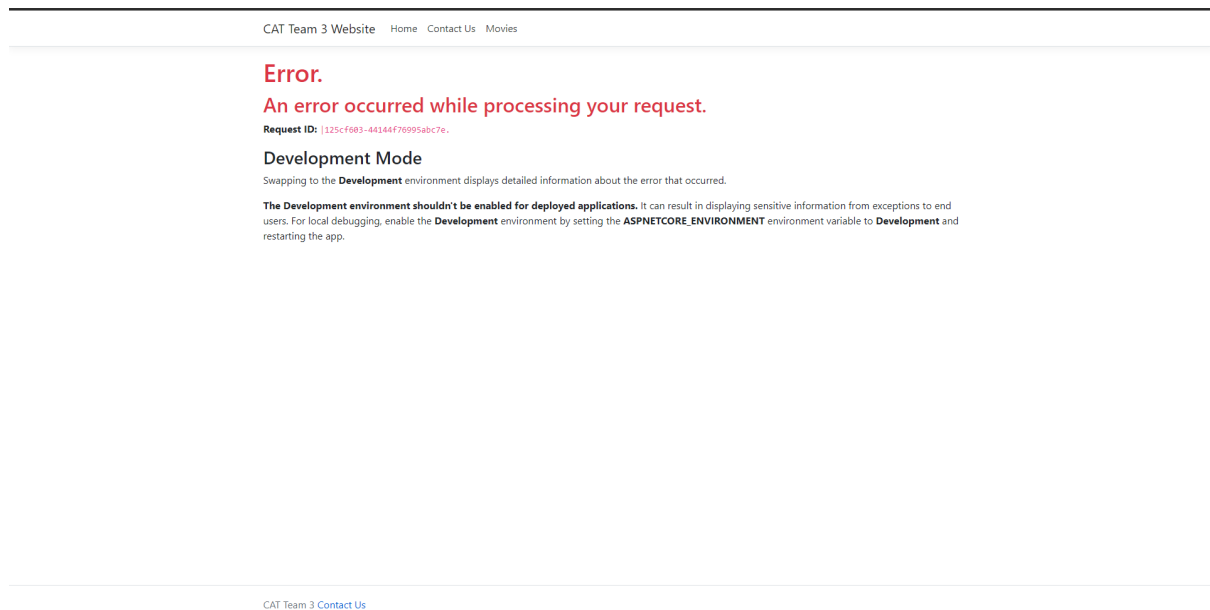 CAT Team 3 Website Home Contact Us Movies
Error.
An error occurred while processing your request.
Request ID: |125cf603-44144f76995abc7e.
Development Mode
Swapping to the Development environment displays detailed information about the error that occurred.
The Development environment shouldn't be enabled for deployed applications. It can result in displaying sensitive information from exceptions to end
users. For local debugging, enable the Development environment by setting the ASPNETCORE_ENVIRONMENT environment variable to Development and
restarting the app.
CAT Team 3 Contact Us